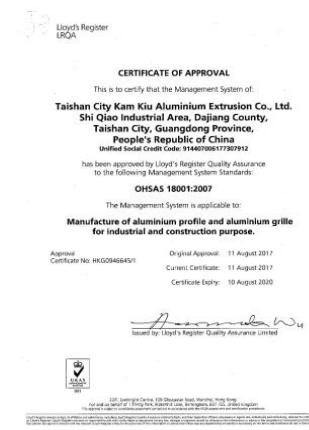 Lloyd's Register
LRQA
CERTIFICATE OF APPROVAL
This is to certify that the Management System of:
Taishan City Kam Kiu Aluminium Extrusion Co., Ltd.
Shi Qiao Industrial Area, Dajiang County,
Taishan City, Guangdong Province,
People's Republic of China
Unified Social Credit Code: 914407006177307912
has been approved by Lloyd's Register Quality Assurance
to the following Management System Standards:
OHSAS 18001:2007
The Management System is applicable to:
Manufacture of aluminium profile and aluminium grille
for industrial and construction purpose.
Approval
Certificate No: HKG0946645/1
Original Approval: 11 August 2017
Current Certificate: 11 August 2017
Certificate Expiry: 10 August 2020
Issued by: Lloyd's Register Quality Assurance Limited
UKAS